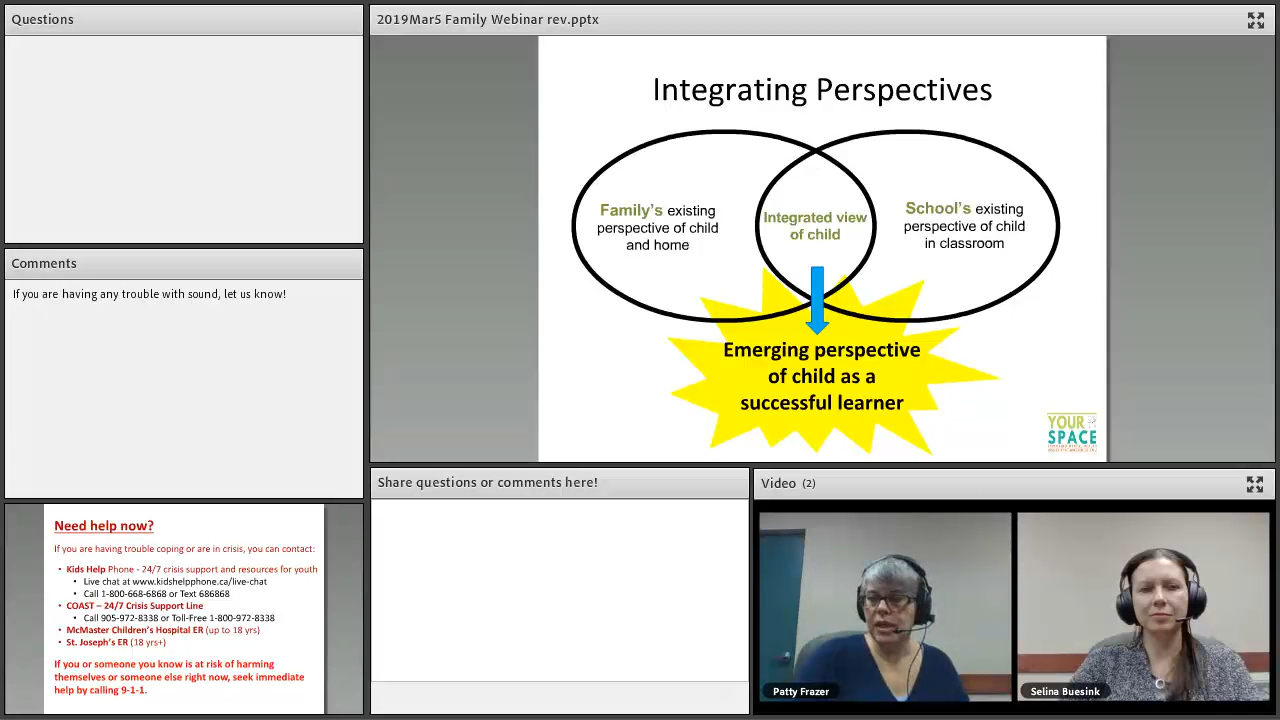 Questions
Comments
If you are having any trouble with sound, let us know!
Need help now?
If you are having trouble coping or are in crisis, you can contact:
• Kids Help Phone - 24/7 crisis support and resources for youth
• Live chat at www.kidshelpphone.ca/live-chat
• Call 1-800-668-6868 or Text 686868
• COAST – 24/7 Crisis Support Line
• Call 905-972-8338 or Toll-Free 1-800-972-8338
• McMaster Children's Hospital ER (up to 18 yrs)
• St. Joseph's ER (18 yrs+)
If you or someone you know is at risk of harming
themselves or someone else right now, seek immediate
help by calling 9-1-1.
2019Mar5 Family Webinar rev.pptx
Integrating Perspectives
Family's existing
perspective of child
and home
Integrated view
of child
School's existing
perspective of child
in classroom
Emerging perspective
of child as a
successful learner
YOUR
SPACE
Share questions or comments here!
Video (2)
Patty Frazer
Selina Buesink